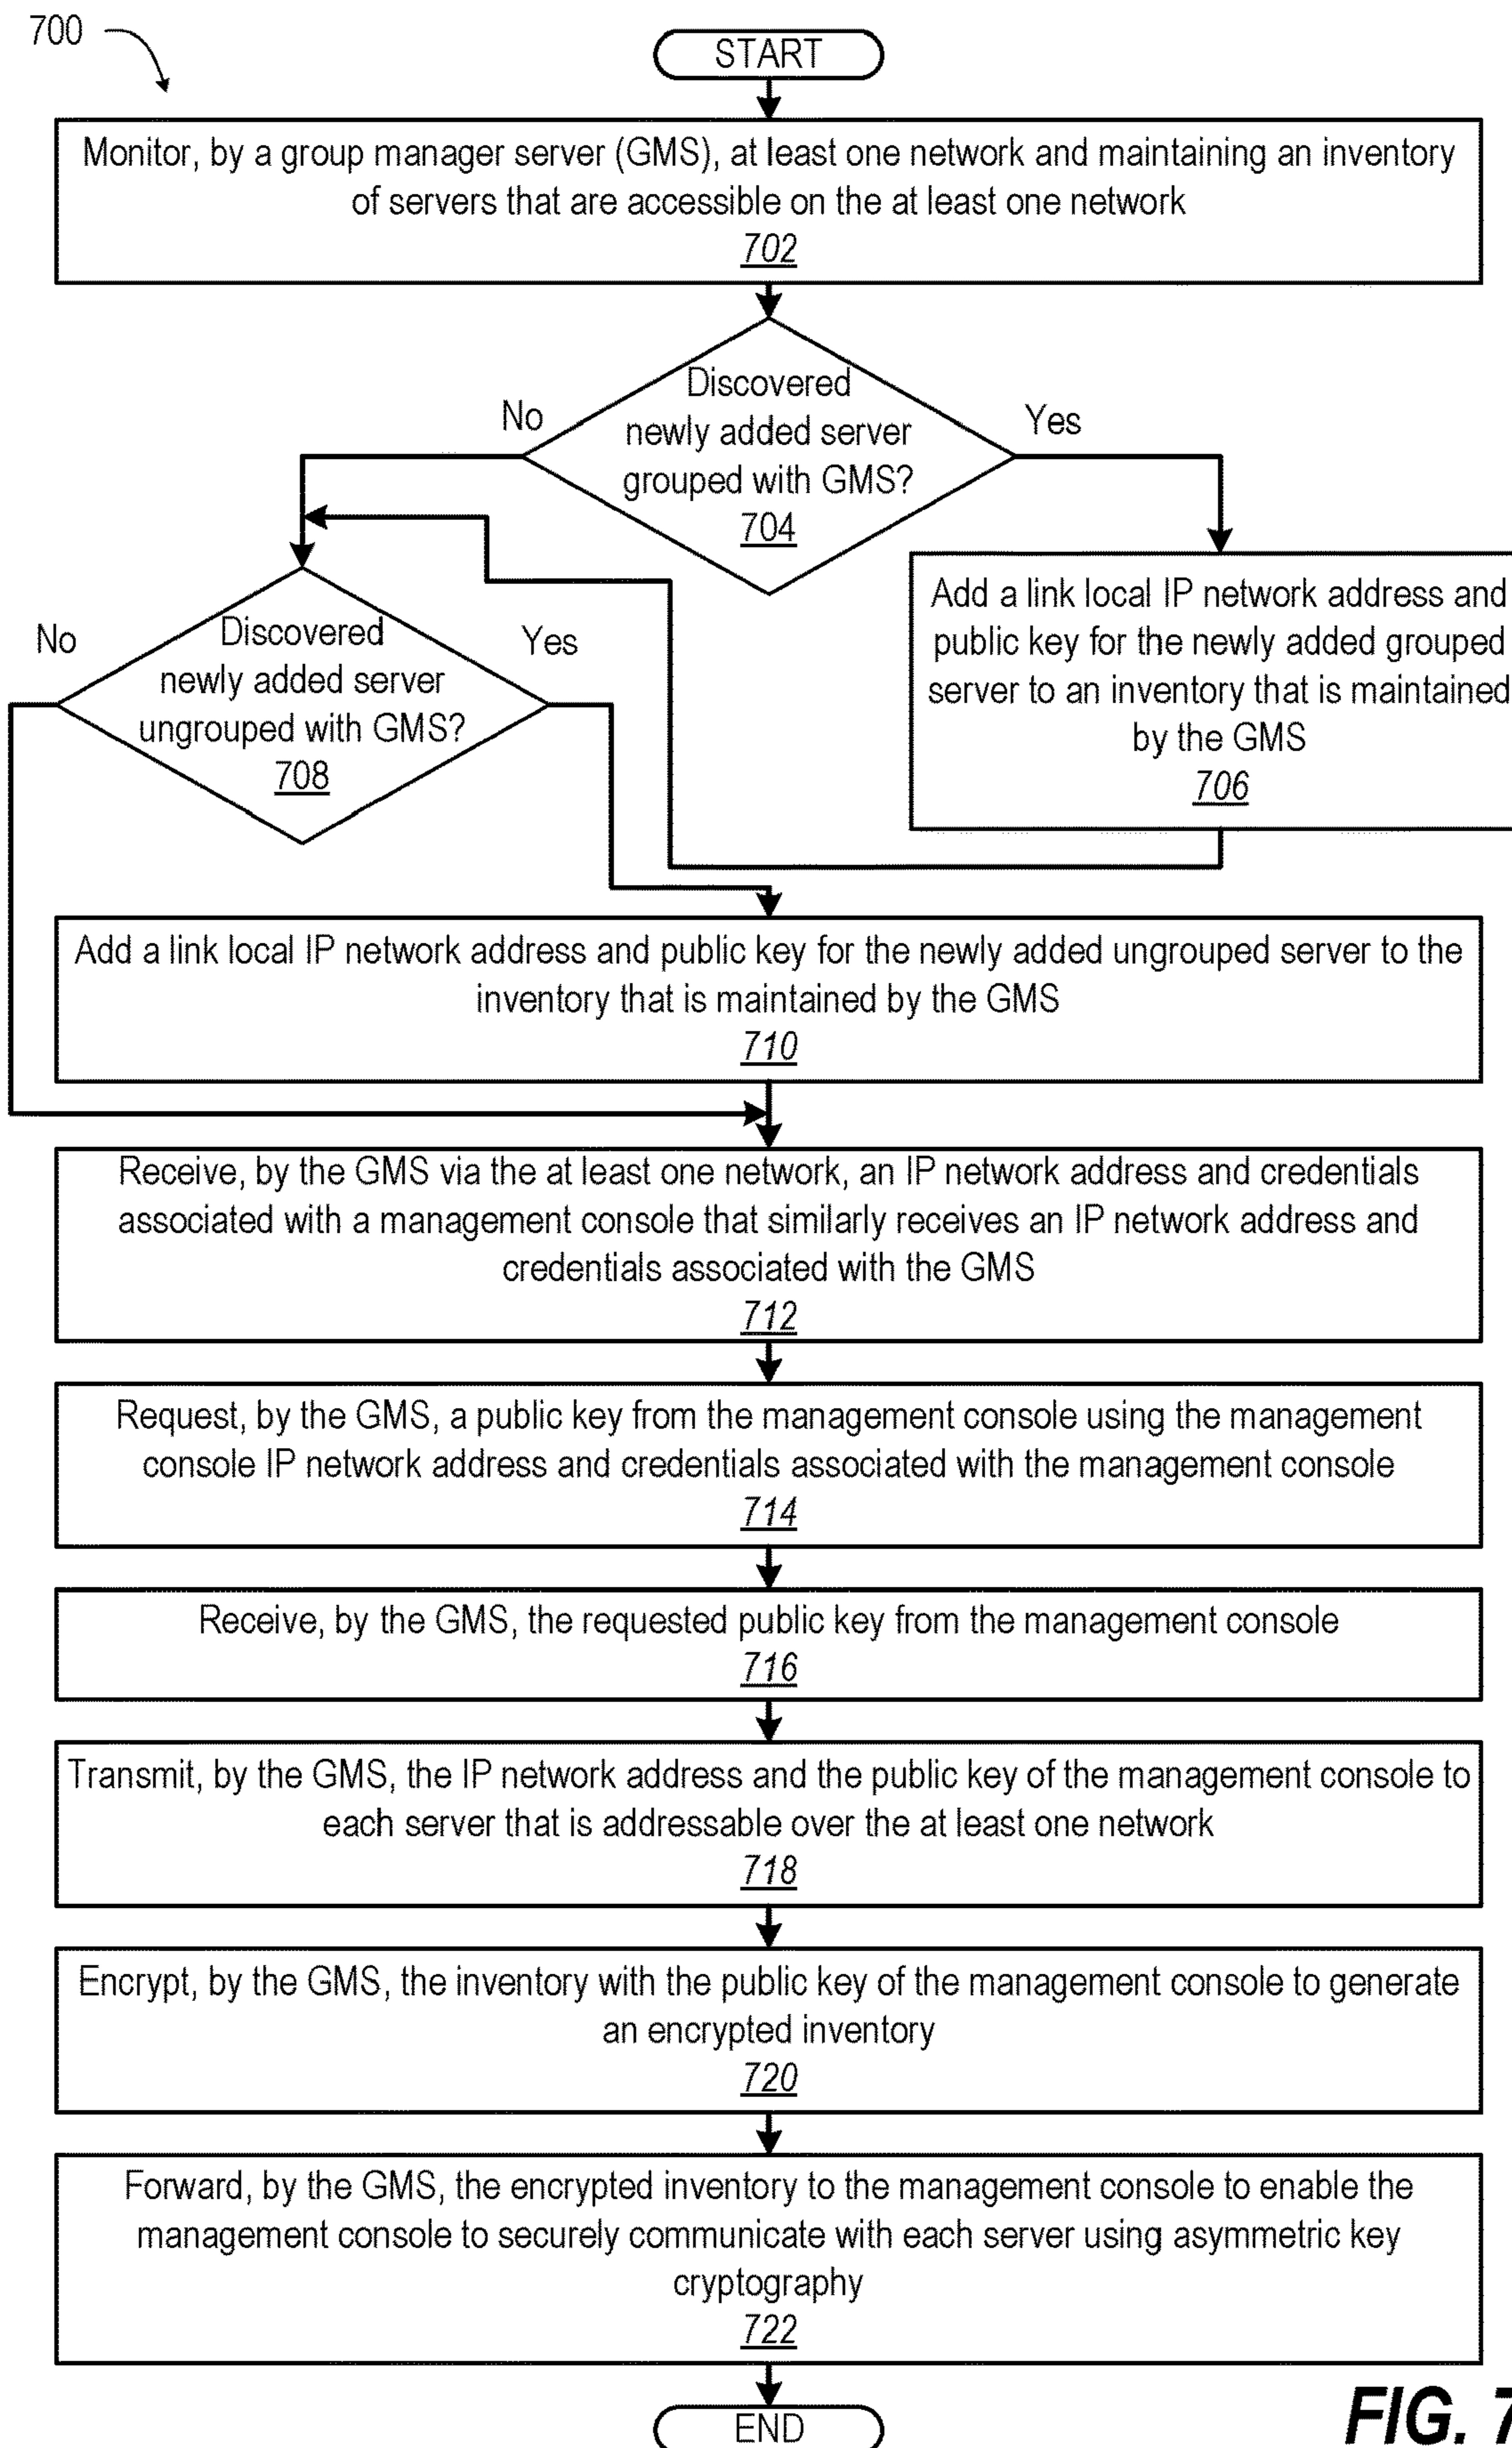 700
START
Monitor, by a group manager server (GMS), at least one network and maintaining an inventory
of servers that are accessible on the at least one network
702
Discovered
newly added server
grouped with GMS?
704
No
Yes
Add a link local IP network address and
public key for the newly added grouped
server to an inventory that is maintained
by the GMS
706
Discovered
newly added server
ungrouped with GMS?
708
No
Yes
Add a link local IP network address and public key for the newly added ungrouped server to the
inventory that is maintained by the GMS
710
Receive, by the GMS via the at least one network, an IP network address and credentials
associated with a management console that similarly receives an IP network address and
credentials associated with the GMS
712
Request, by the GMS, a public key from the management console using the management
console IP network address and credentials associated with the management console
714
Receive, by the GMS, the requested public key from the management console
716
Transmit, by the GMS, the IP network address and the public key of the management console to
each server that is addressable over the at least one network
718
Encrypt, by the GMS, the inventory with the public key of the management console to generate
an encrypted inventory
720
Forward, by the GMS, the encrypted inventory to the management console to enable the
management console to securely communicate with each server using asymmetric key
cryptography
722
END
FIG. 7